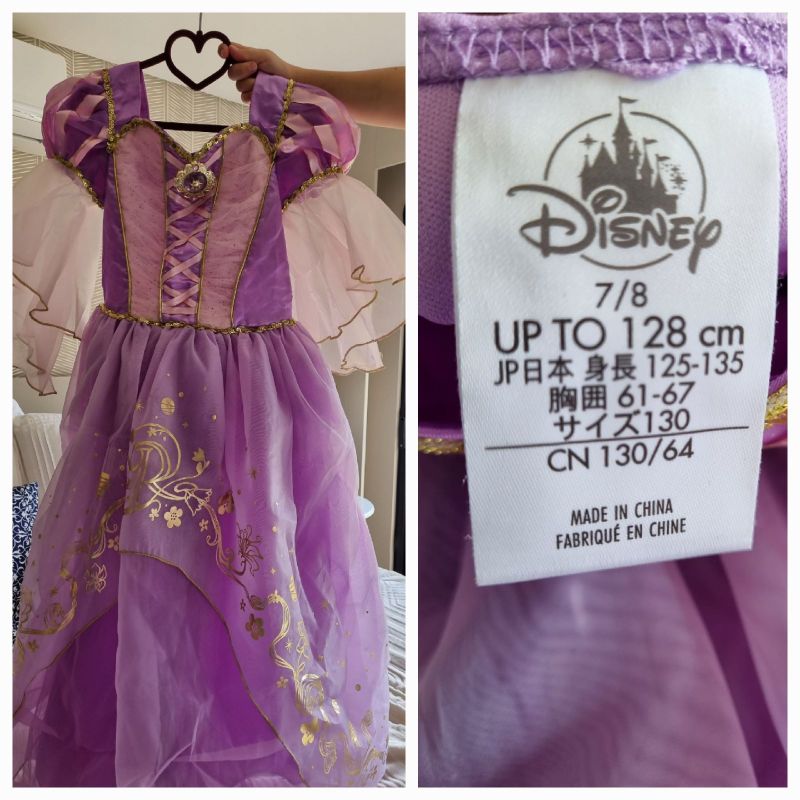 Disney
7/8
UP TO 128 cm
JP日本 身長 125-135
胸囲 61-67
サイズ130
CN 130/64
MADE IN CHINA
FABRIQUÉ EN CHINE